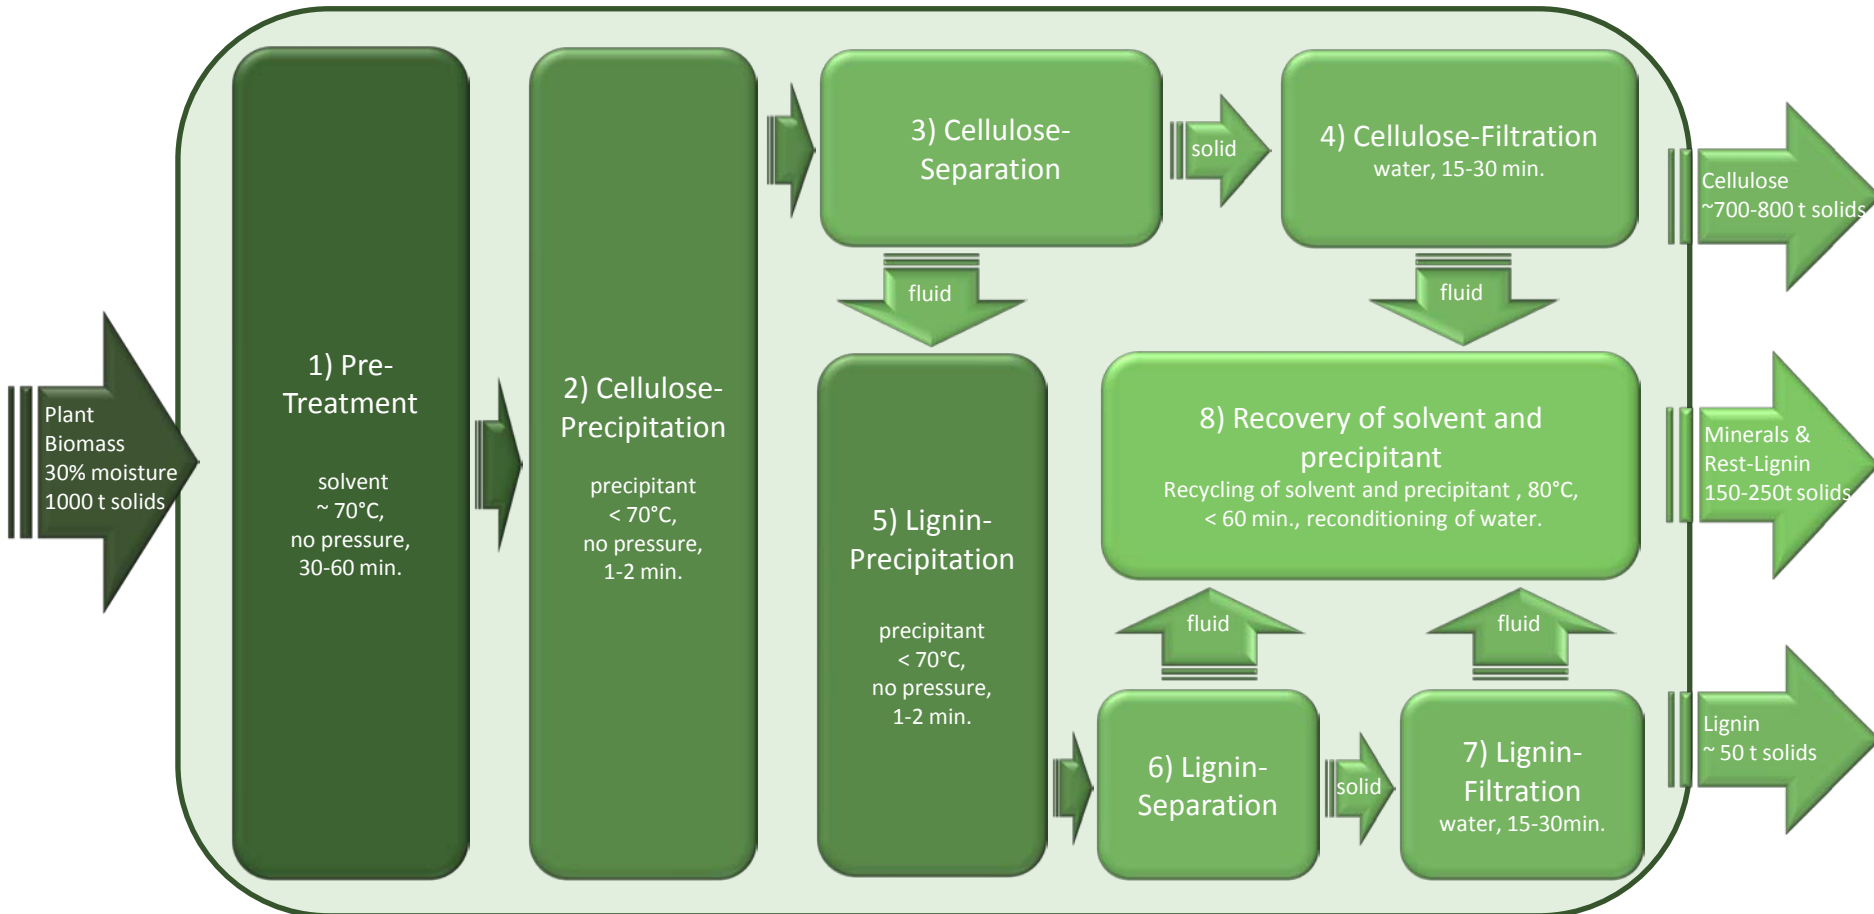 Plant
Biomass
30% moisture
1000 t solids
1) Pre-
Treatment
solvent
~ 70°C,
no pressure,
30-60 min.
2) Cellulose-
Precipitation
precipitant
< 70°C,
no pressure,
1-2 min.
3) Cellulose-
Separation
solid
4) Cellulose-Filtration
water, 15-30 min.
Cellulose
~700-800 t solids
fluid
fluid
5) Lignin-
Precipitation
precipitant
< 70°C,
no pressure,
1-2 min.
8) Recovery of solvent and
precipitant
Recycling of solvent and precipitant , 80°C,
< 60 min., reconditioning of water.
Minerals &
Rest-Lignin
150-250t solids
fluid
fluid
6) Lignin-
Separation
solid
7) Lignin-
Filtration
water, 15-30min.
Lignin
~ 50 t solids